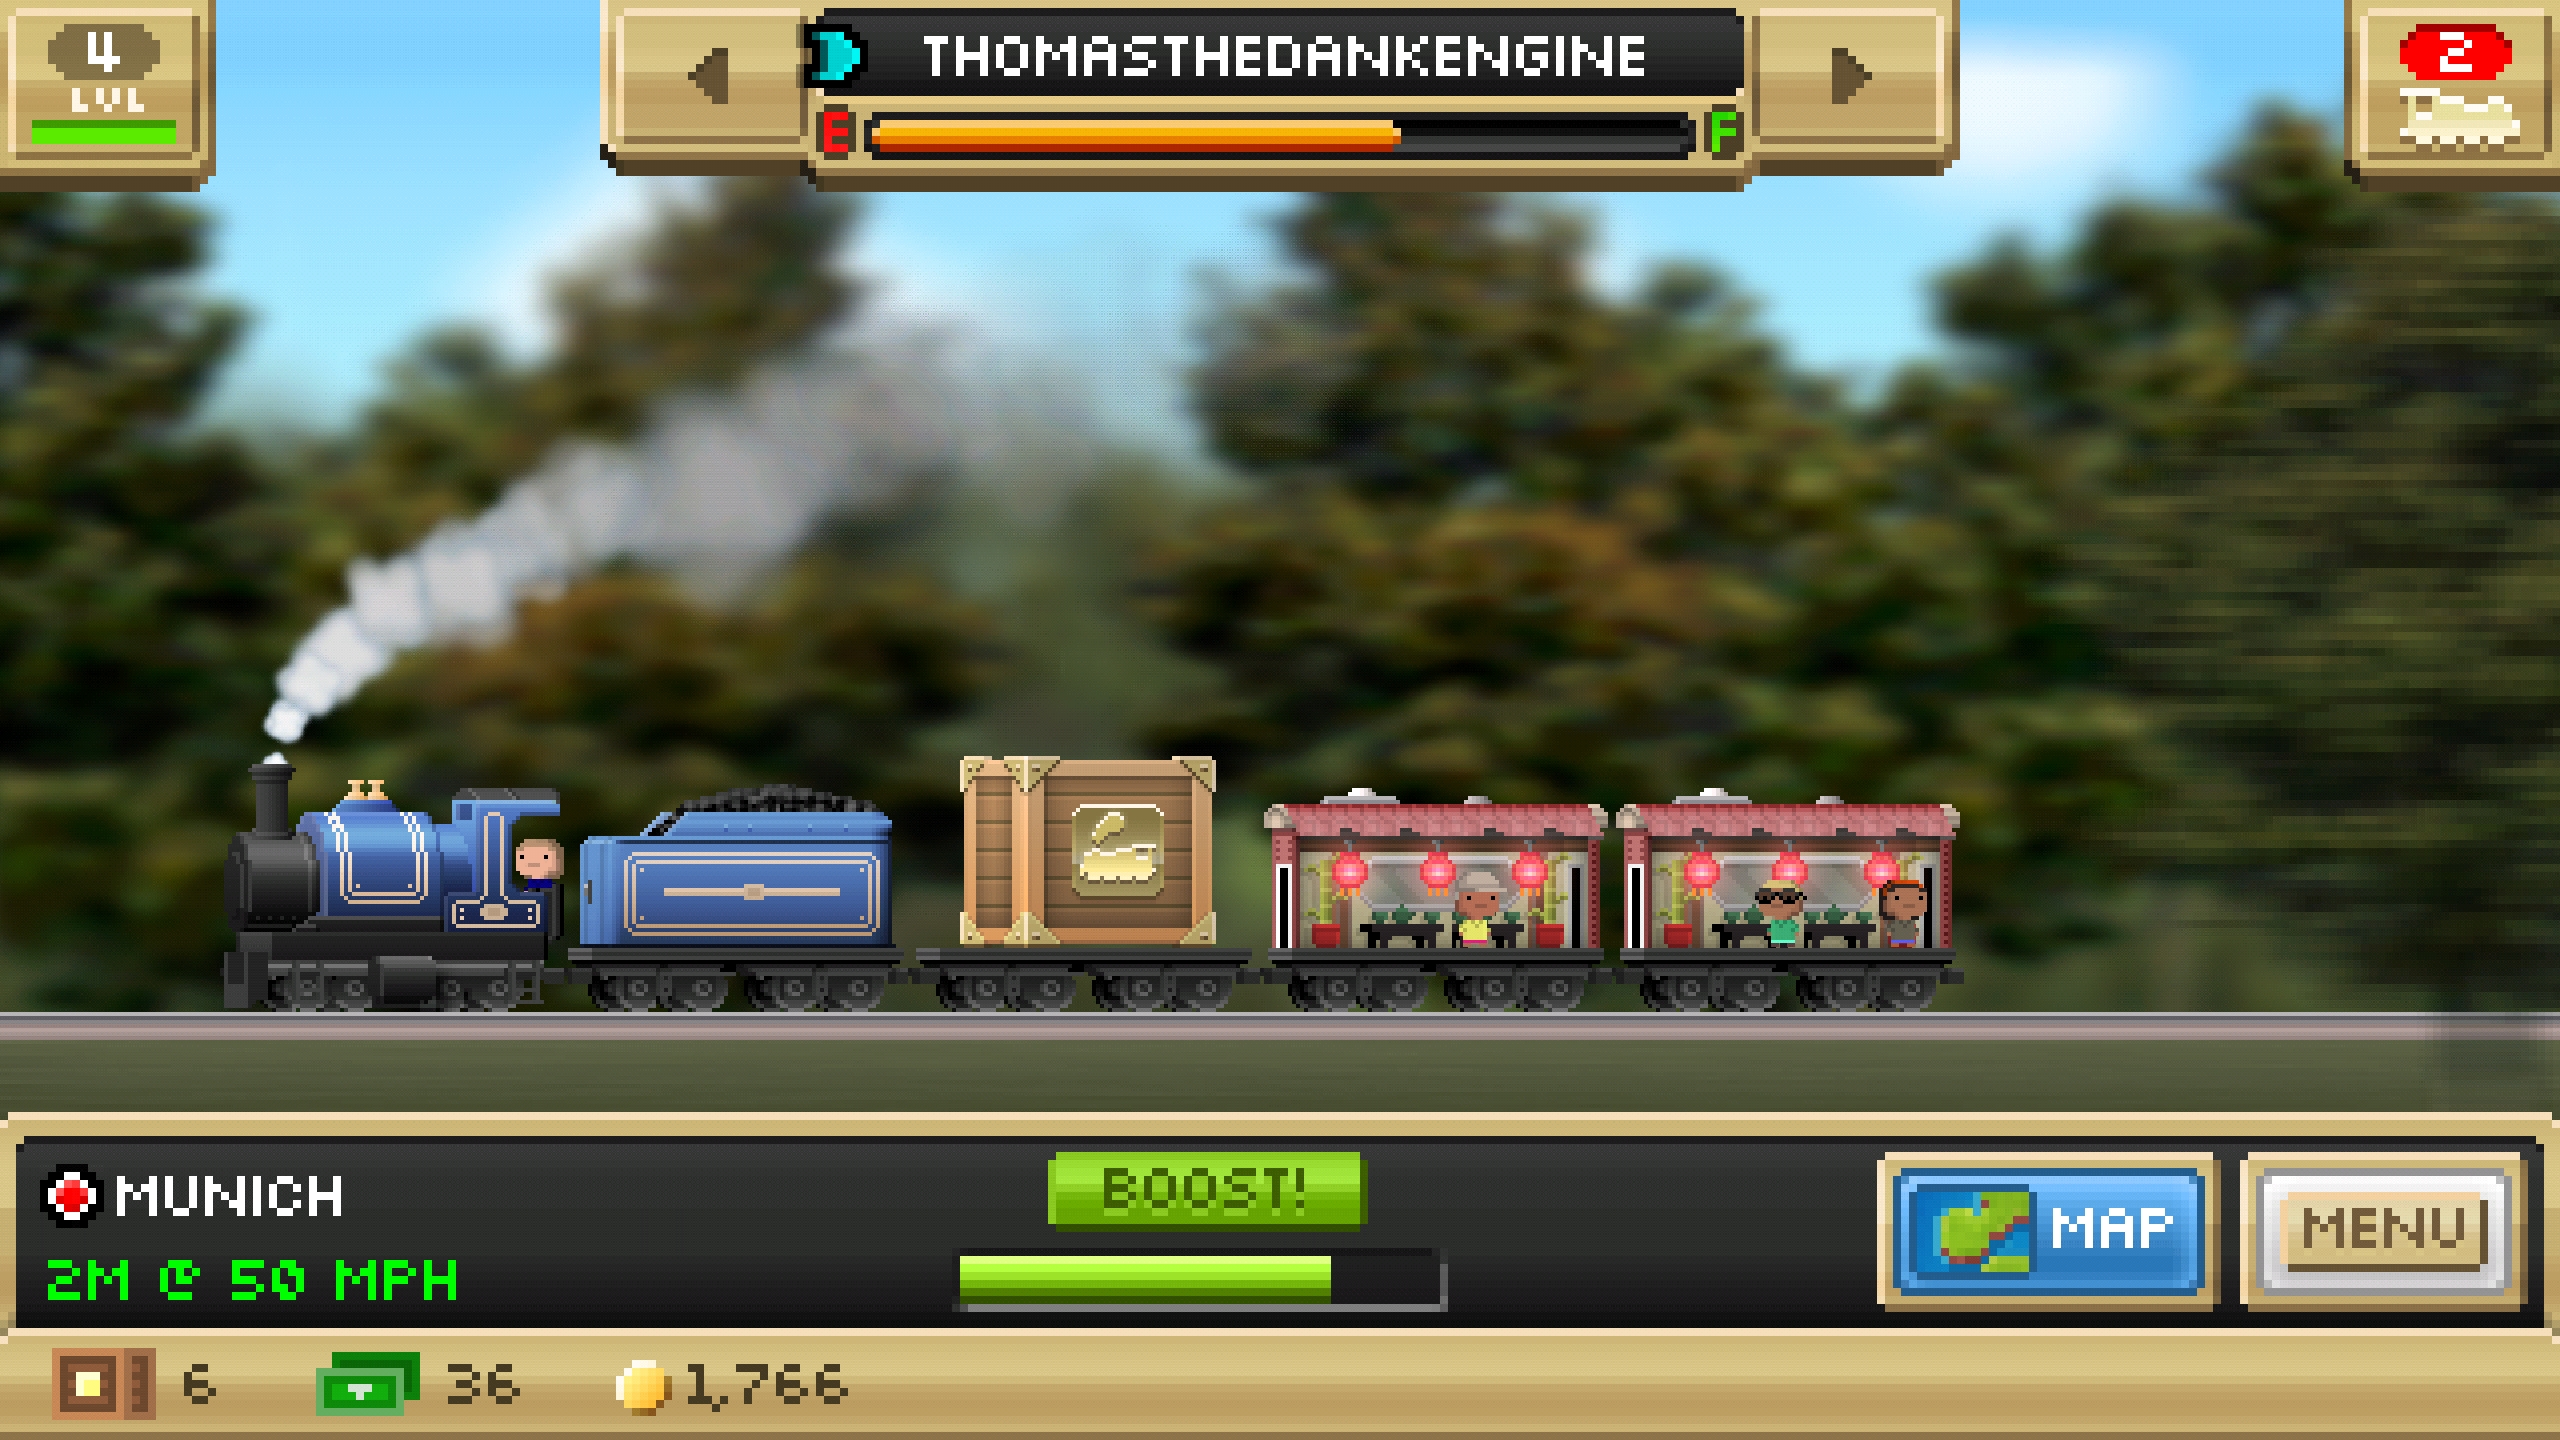 4
LVL
THOMASTHEDANKENGINE
E F
2
MUNICH
2M @ 50 MPH
BOOST!
MAP
MENU
6 36 1,766